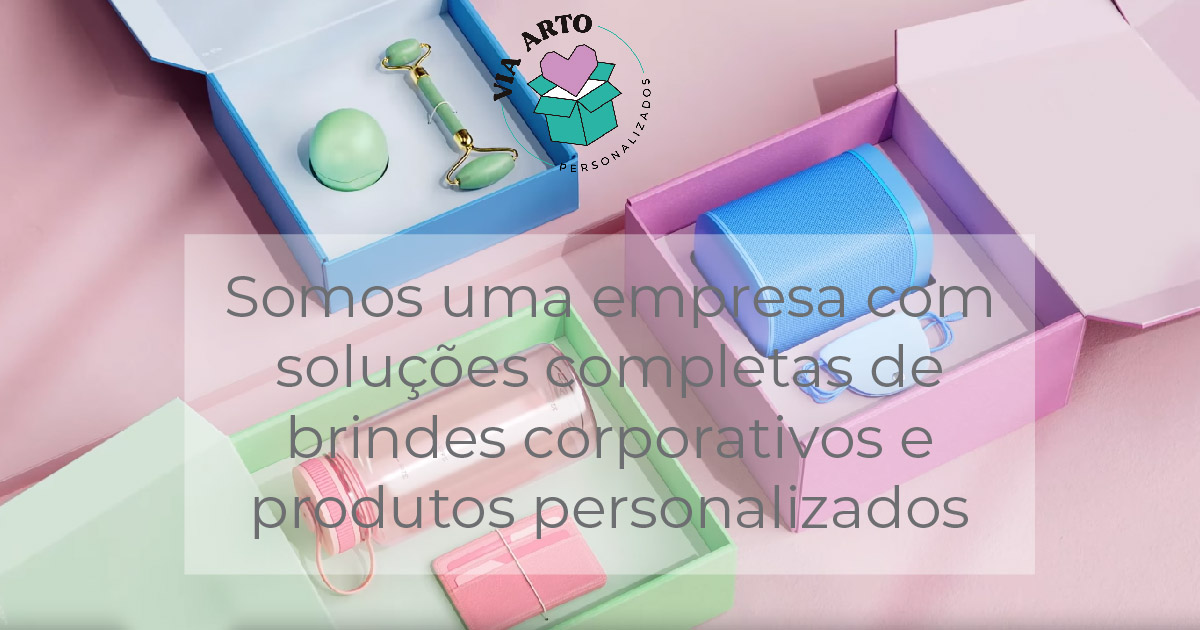 VIA ARTO
PERSONALIZADOS
Somos uma empresa com
soluções completas de
brindes corporativos e
produtos personalizados